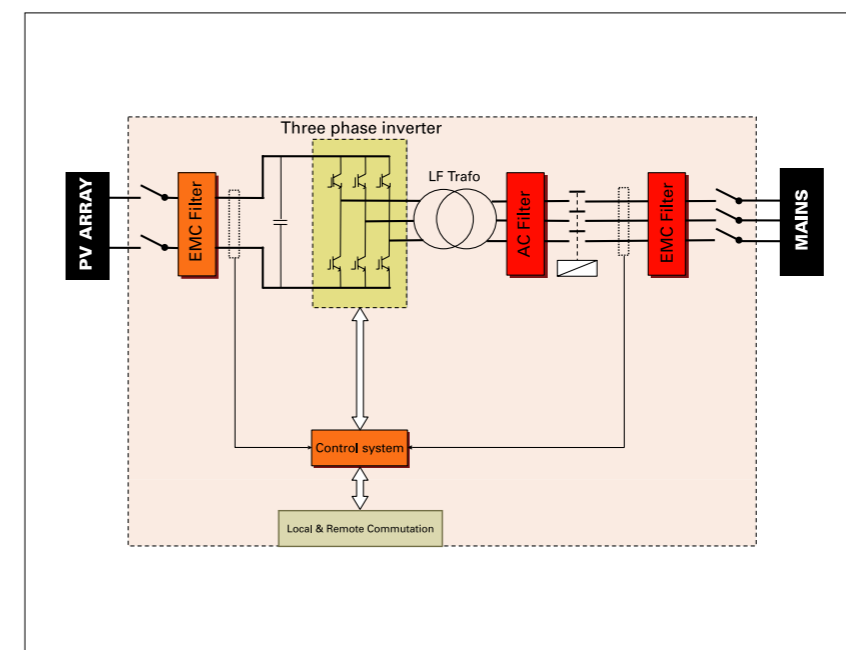 Three phase inverter
PV ARRAY
EMC Filter
LF Trafo
AC Filter
EMC Filter
MAINS
Control system
Local & Remote Commutation